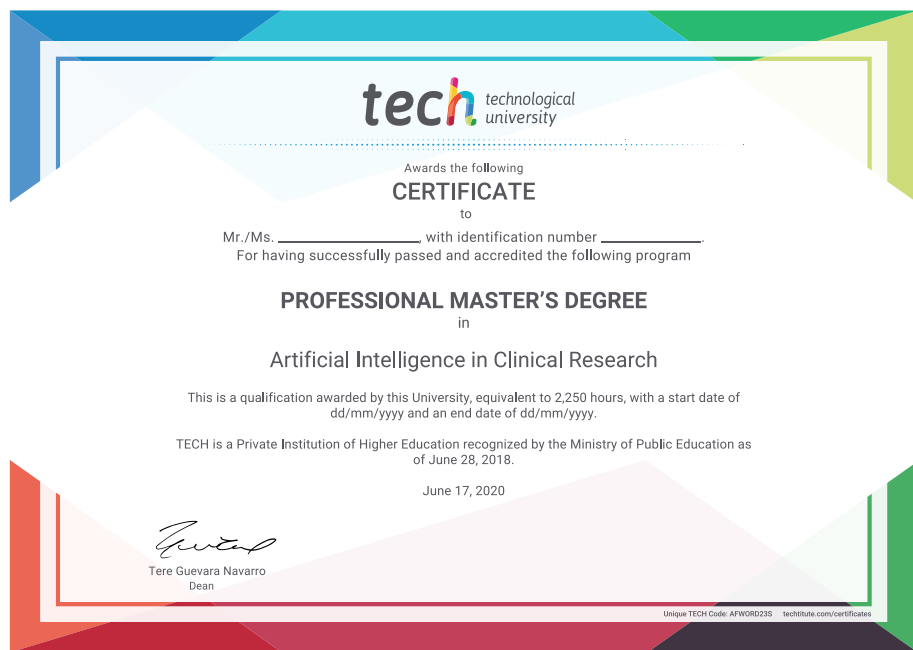 tech technological
university
Awards the following
CERTIFICATE
to
Mr./Ms. ____________________, with identification number ______________.
For having successfully passed and accredited the following program
PROFESSIONAL MASTER'S DEGREE
in
Artificial Intelligence in Clinical Research
This is a qualification awarded by this University, equivalent to 2,250 hours, with a start date of
dd/mm/yyyy and an end date of dd/mm/yyyy.
TECH is a Private Institution of Higher Education recognized by the Ministry of Public Education as
of June 28, 2018.
June 17, 2020
Tere Guevara Navarro
Dean
Unique TECH Code: AFWORD23S techtitute.com/certificates